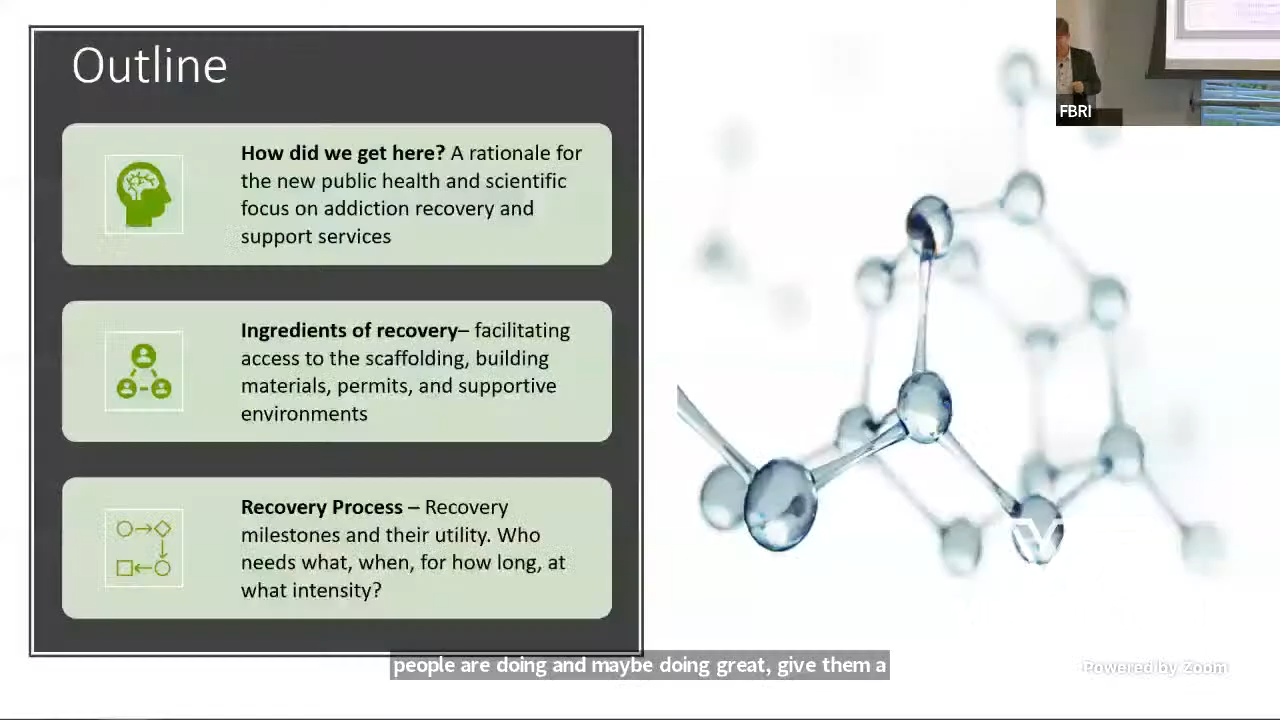 Outline
How did we get here? A rationale for
the new public health and scientific
focus on addiction recovery and
support services
Ingredients of recovery– facilitating
access to the scaffolding, building
materials, permits, and supportive
environments
Recovery Process – Recovery
milestones and their utility. Who
needs what, when, for how long, at
what intensity?
FBRI
people are doing and maybe doing great, give them a
Powered by Zoom